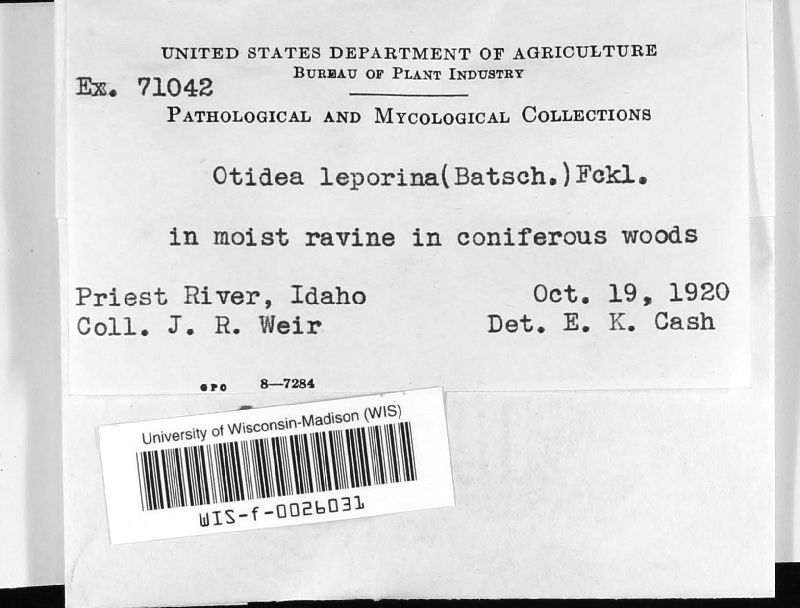 UNITED STATES DEPARTMENT OF AGRICULTURE
BUREAU OF PLANT INDUSTRY
Ex. 71042
PATHOLOGICAL AND MYCOLOGICAL COLLECTIONS
Otidea leporina(Batsch.)Fckl.
in moist ravine in coniferous woods
Priest River, Idaho Oct. 19, 1920
Coll. J. R. Weir Det. E. K. Cash
GPO 8—7284
University of Wisconsin-Madison (WIS)
WIS-f-0026031